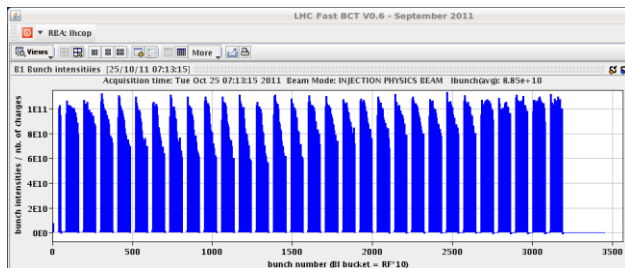 LHC Fast BCT V0.6 - September 2011
RBA: lhcop
Views
More
B1 Bunch intensitiies [25/10/11 07:13:15]
Acquisition time: Tue Oct 25 07:13:15 2011 Beam Mode: INJECTION PHYSICS BEAM Ibunch(avg): 8.85e+10
bunch intensities / nb. of charges
1E11
8E10
6E10
4E10
2E10
0E0
0 500 1000 1500 2000 2500 3000 3500
bunch number (BI bucket = RF*10)